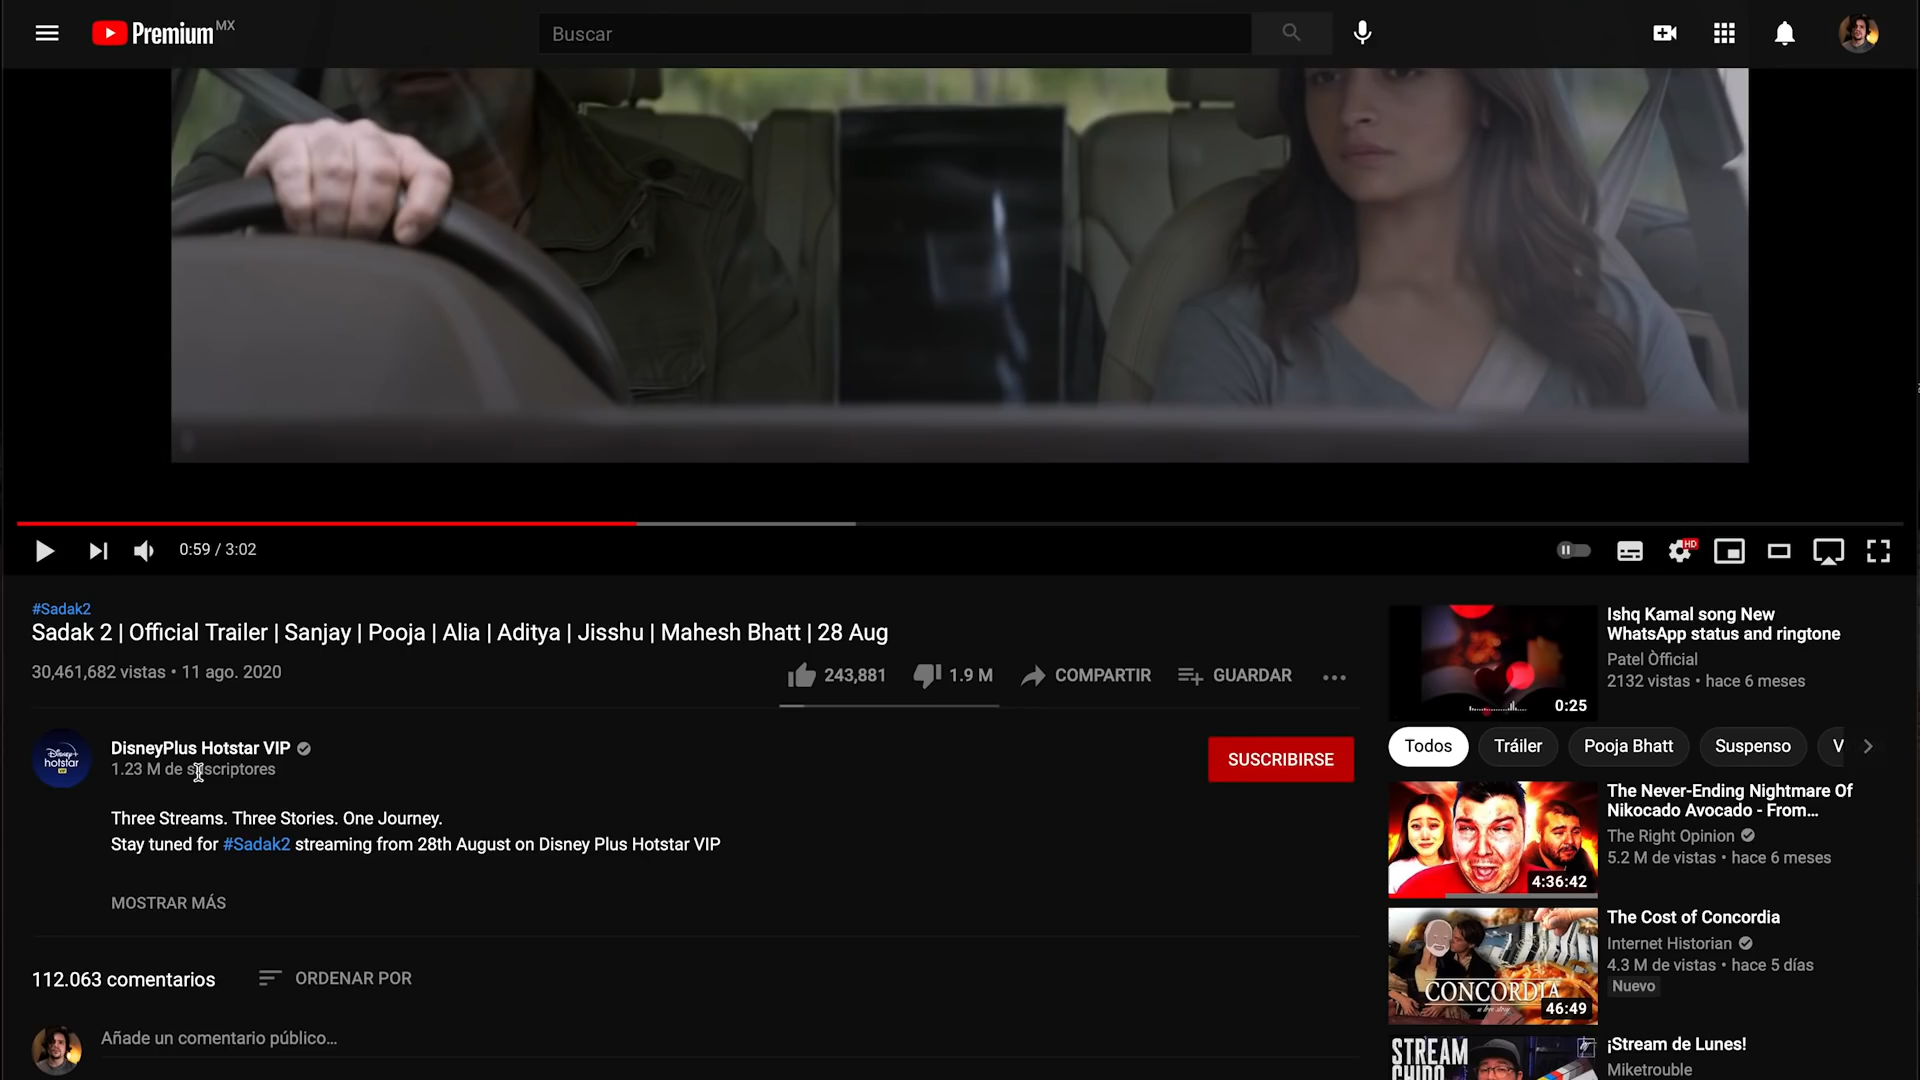 Premium MX
Buscar
0:59 / 3:02
HD
#Sadak2
Sadak 2 | Official Trailer | Sanjay | Pooja | Alia | Aditya | Jisshu | Mahesh Bhatt | 28 Aug
30,461,682 vistas • 11 ago. 2020
243,881
1.9 M
COMPARTIR
GUARDAR
Disney+
hotstar
DisneyPlus Hotstar VIP
1.23 M de suscriptores
SUSCRIBIRSE
Three Streams. Three Stories. One Journey.
Stay tuned for #Sadak2 streaming from 28th August on Disney Plus Hotstar VIP
MOSTRAR MÁS
112.063 comentarios
ORDENAR POR
Añade un comentario público...
0:25
Ishq Kamal song New
WhatsApp status and ringtone
Patel Òfficial
2132 vistas • hace 6 meses
Todos
Tráiler
Pooja Bhatt
Suspenso
V
4:36:42
The Never-Ending Nightmare Of
Nikocado Avocado - From...
The Right Opinion
5.2 M de vistas • hace 6 meses
CONCORDIA
a love story
46:49
The Cost of Concordia
Internet Historian
4.3 M de vistas • hace 5 días
Nuevo
STREAM
CHIDO
¡Stream de Lunes!
Miketrouble